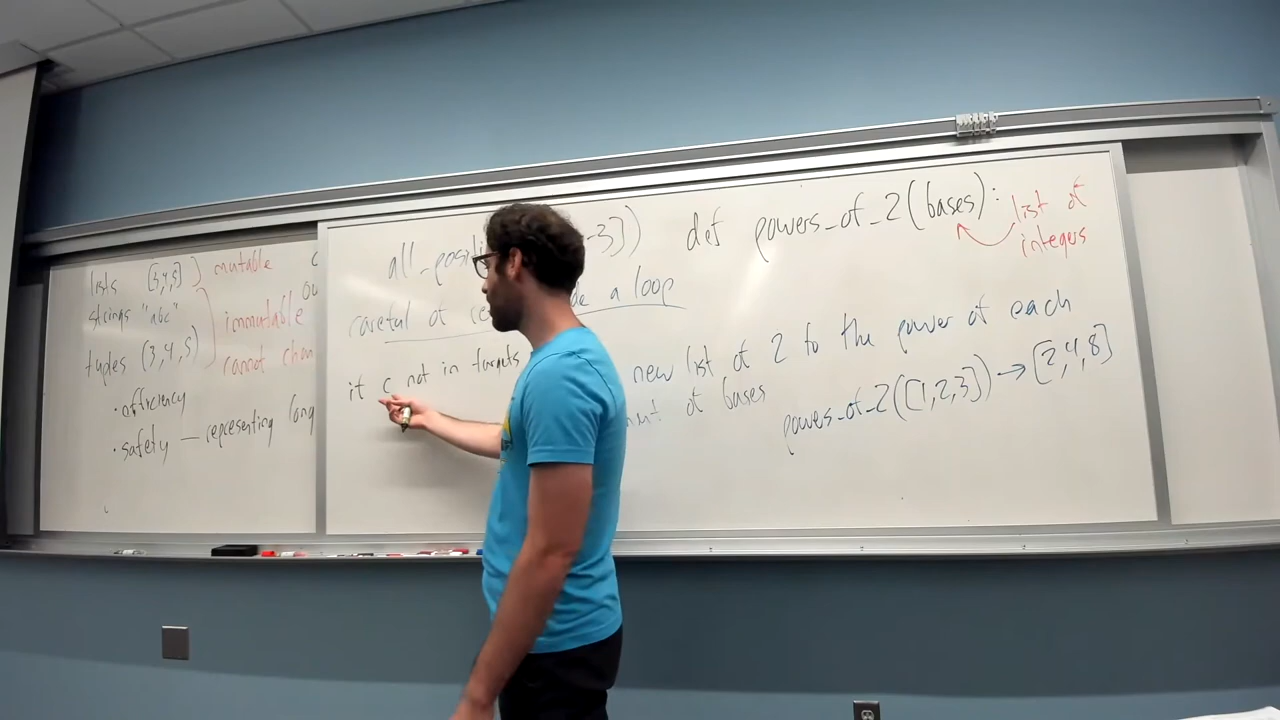 lists [3,4,5] mutable
strings "abc"
immutable
tuples (3,4,5)
cannot
• efficiency
• safety — representing long
-3])
careful of a loop
if c not in targets
def powers_of_2(bases):
list of
integers
new list of 2 to the power of each
of bases
powers_of_2([1,2,3]) → [2,4,8]